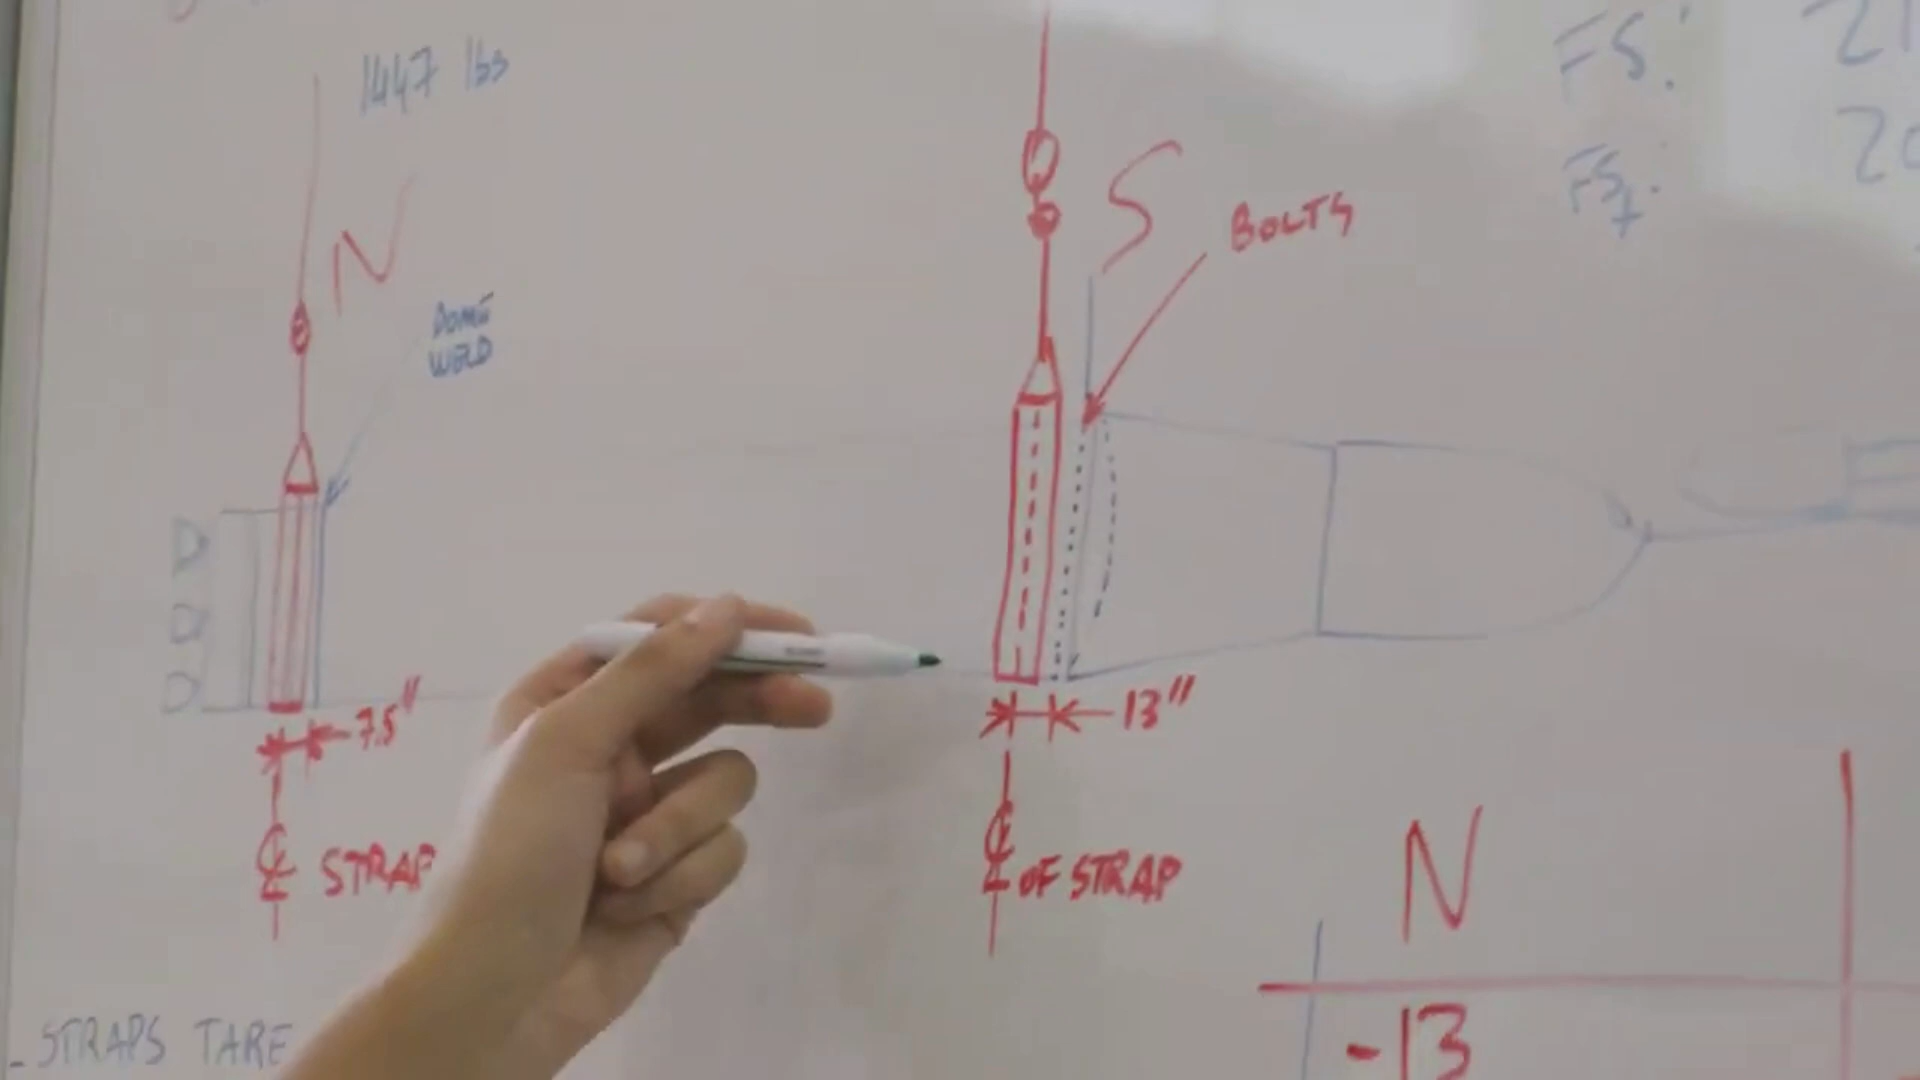 1447 lbs
N
DOME
WELD
S
BOLTS
FS:
FS
7.5"
13"
℄ STRAP
℄ OF STRAP
N
-13
- STRAPS TARE